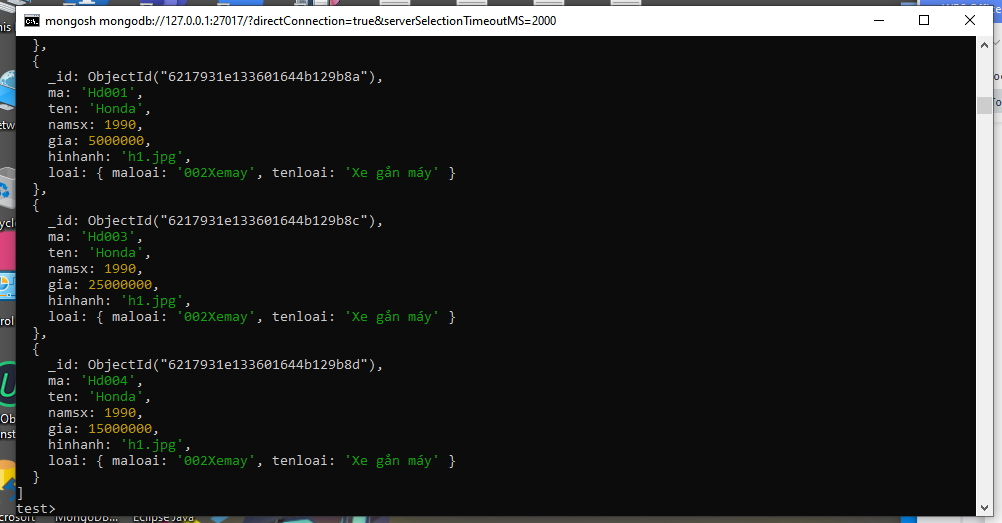 mongosh mongodb://127.0.0.1:27017/?directConnection=true&serverSelectionTimeoutMS=2000
},
{
_id: ObjectId("6217931e133601644b129b8a"),
ma: 'Hd001',
ten: 'Honda',
namsx: 1990,
gia: 5000000,
hinhanh: 'h1.jpg',
loai: { maloai: '002Xemay', tenloai: 'Xe gắn máy' }
},
{
_id: ObjectId("6217931e133601644b129b8c"),
ma: 'Hd003',
ten: 'Honda',
namsx: 1990,
gia: 25000000,
hinhanh: 'h1.jpg',
loai: { maloai: '002Xemay', tenloai: 'Xe gắn máy' }
},
{
_id: ObjectId("6217931e133601644b129b8d"),
ma: 'Hd004',
ten: 'Honda',
namsx: 1990,
gia: 15000000,
hinhanh: 'h1.jpg',
loai: { maloai: '002Xemay', tenloai: 'Xe gắn máy' }
}
]
test>